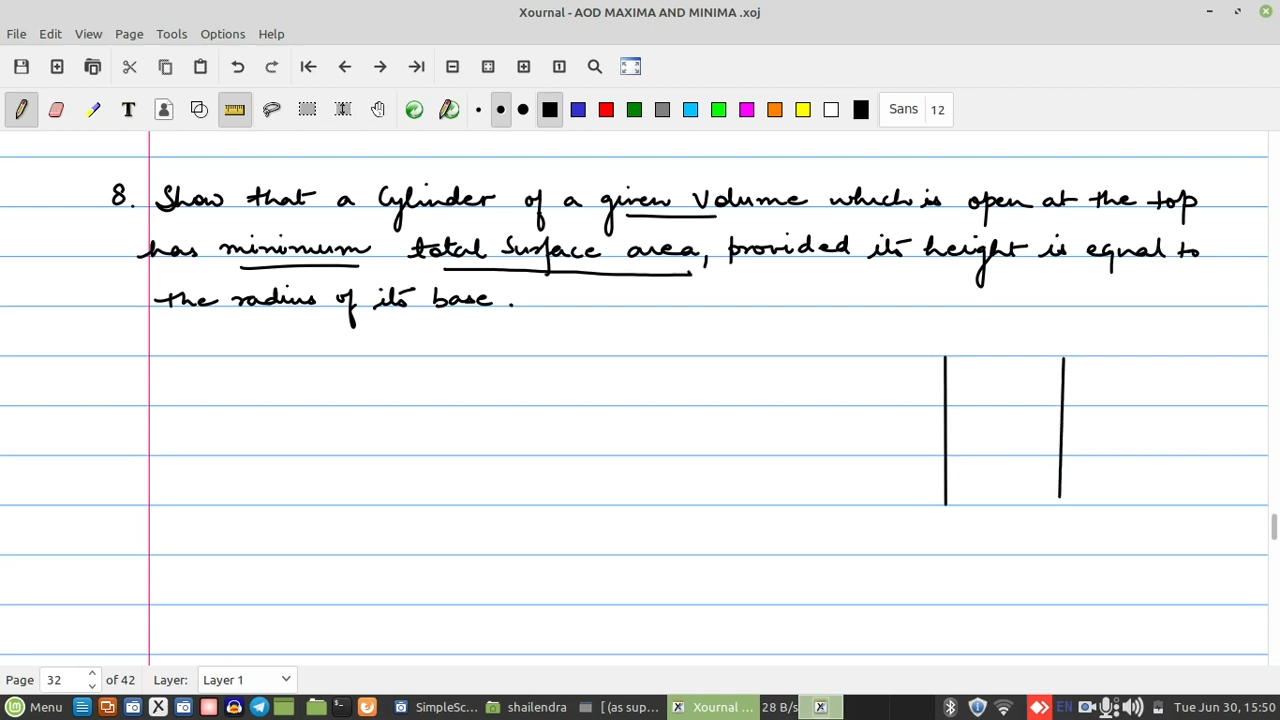 Xournal - AOD MAXIMA AND MINIMA .xoj
File Edit View Page Tools Options Help
Sans 12
8. Show that a Cylinder of a given Volume which is open at the top
has minimum total Surface area, provided its height is equal to
the radius of its base.
Page 32 of 42 Layer: Layer 1
Menu SimpleSc... shailendra [ (as sup... Xournal ... 28 B/s EN Tue Jun 30, 15:50